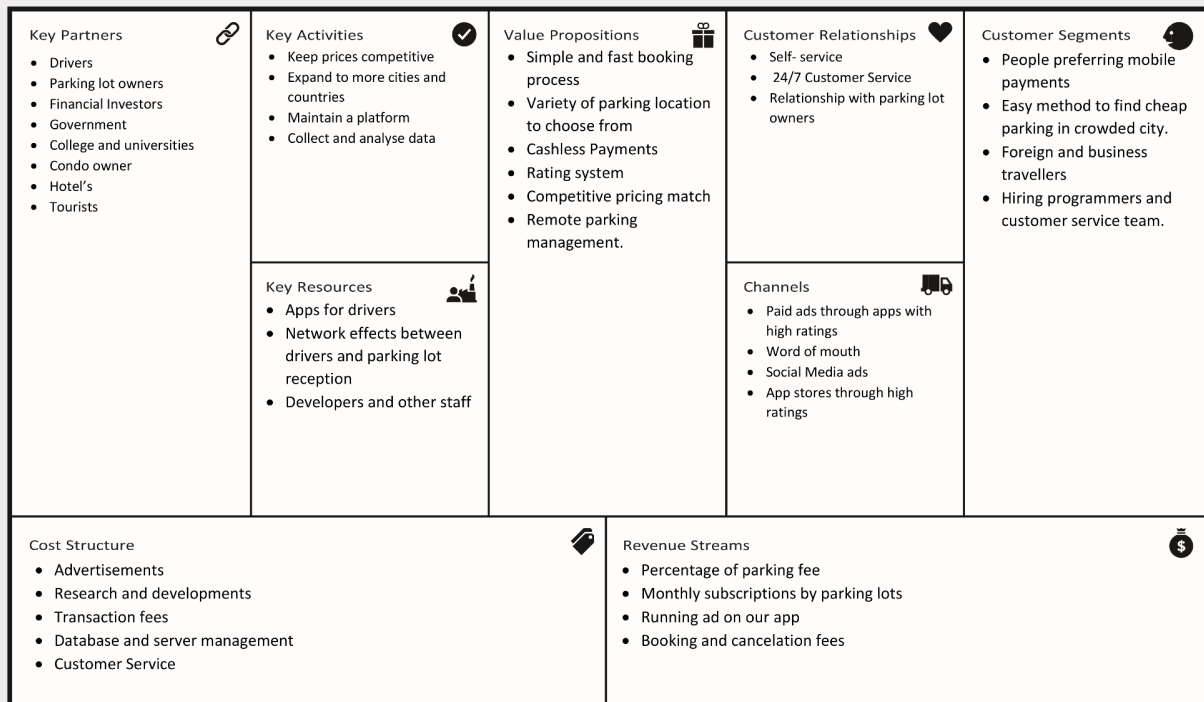 Key Partners
• Drivers
• Parking lot owners
• Financial Investors
• Government
• College and universities
• Condo owner
• Hotel's
• Tourists
Key Activities
• Keep prices competitive
• Expand to more cities and
countries
• Maintain a platform
• Collect and analyse data
Key Resources
• Apps for drivers
• Network effects between
drivers and parking lot
reception
• Developers and other staff
Value Propositions
• Simple and fast booking
process
• Variety of parking location
to choose from
• Cashless Payments
• Rating system
• Competitive pricing match
• Remote parking
management.
Customer Relationships
• Self- service
• 24/7 Customer Service
• Relationship with parking lot
owners
Channels
• Paid ads through apps with
high ratings
• Word of mouth
• Social Media ads
• App stores through high
ratings
Customer Segments
• People preferring mobile
payments
• Easy method to find cheap
parking in crowded city.
• Foreign and business
travellers
• Hiring programmers and
customer service team.
Cost Structure
• Advertisements
• Research and developments
• Transaction fees
• Database and server management
• Customer Service
Revenue Streams
$
• Percentage of parking fee
• Monthly subscriptions by parking lots
• Running ad on our app
• Booking and cancelation fees